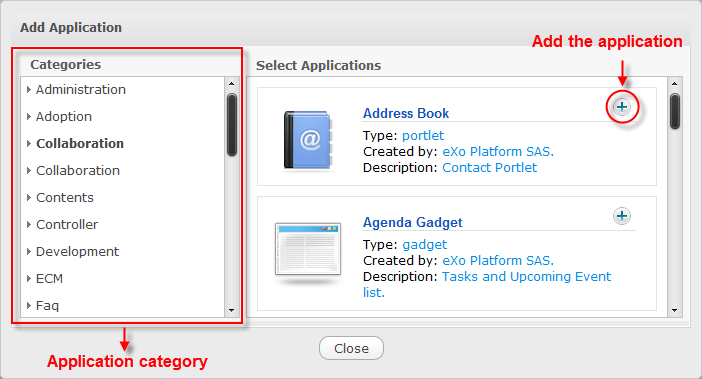 Add Application
Add the application
Categories
Administration
Adoption
Collaboration
Collaboration
Contents
Controller
Development
ECM
Faq
Select Applications
Address Book
Type: portlet
Created by: eXo Platform SAS.
Description: Contact Portlet
Agenda Gadget
Type: gadget
Created by: eXo Platform SAS.
Description: Tasks and Upcoming Event
list.
Application category
Close